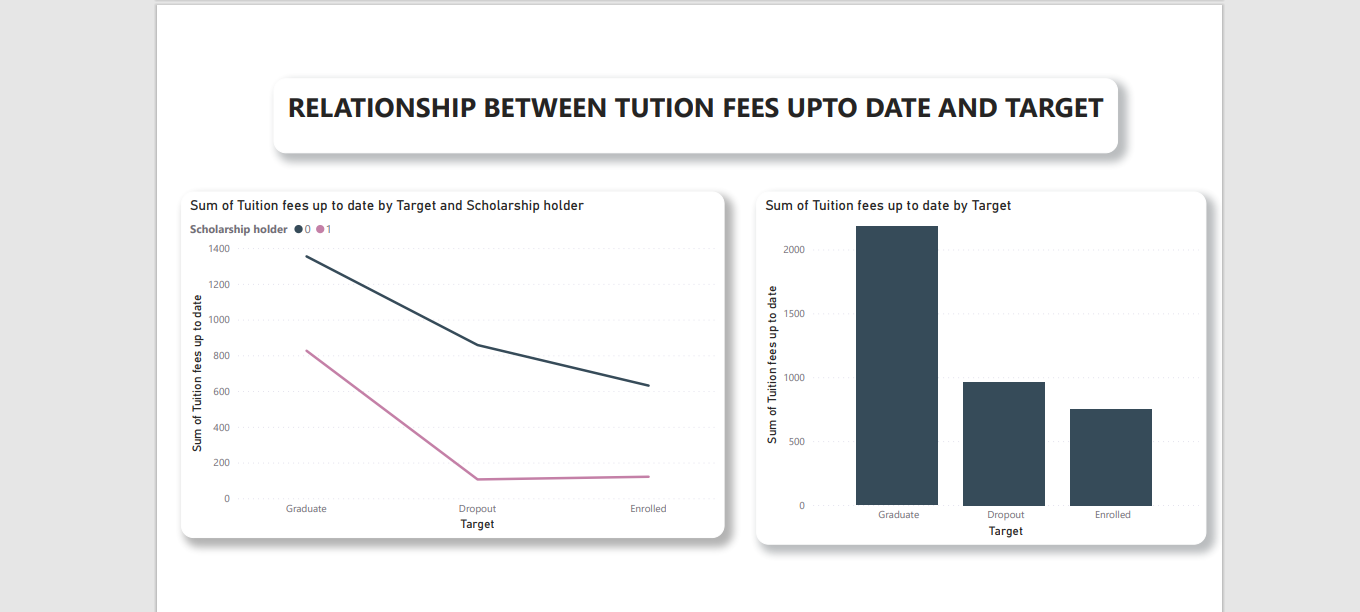 RELATIONSHIP BETWEEN TUTION FEES UPTO DATE AND TARGET
Sum of Tuition fees up to date by Target and Scholarship holder
Scholarship holder 0 1
Sum of Tuition fees up to date
1400
1200
1000
800
600
400
200
0
Graduate Dropout Enrolled
Target
Sum of Tuition fees up to date by Target
Sum of Tuition fees up to date
2000
1500
1000
500
0
Graduate Dropout Enrolled
Target